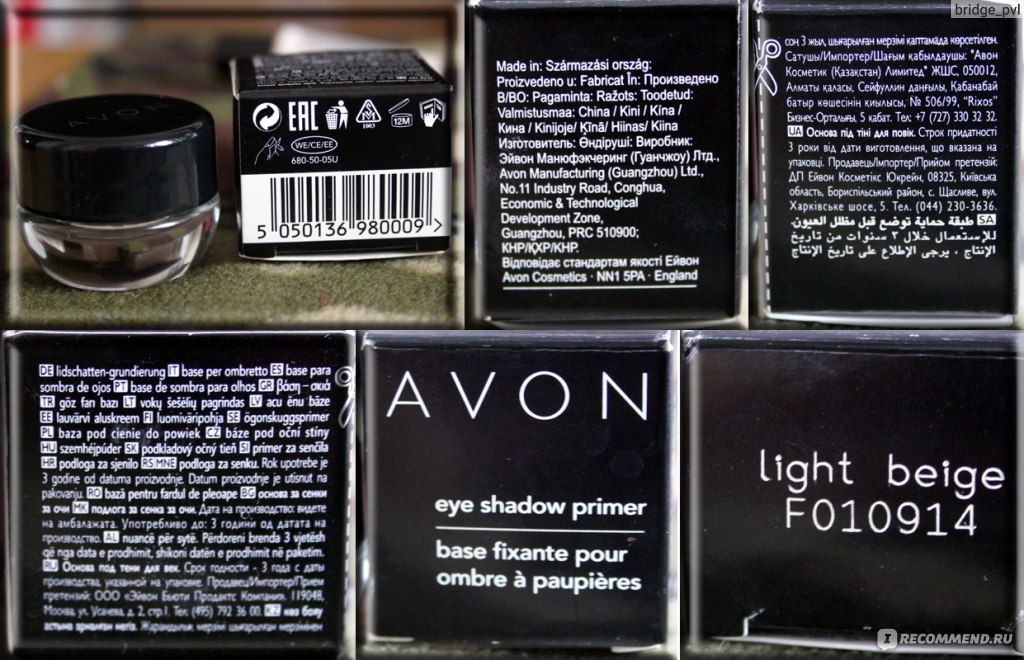 bridge_pvl
AVON
EAC
1003
12M
WE/CE/EE
680-50-05U
5 050136 980009 >
Made in: Származási ország:
Proizvedeno u: Fabricat În: Произведено
В/ВО: Pagaminta: Ražots: Toodetud:
Valmistusmaa: China / Kini / Kína /
Кина / Kinijoje/ Ķīnā/ Hiinas/ Kiina
Изготовитель: Өндіруші: Виробник:
Эйвон Манюфэкчеринг (Гуанчжоу) Лтд.,
Avon Manufacturing (Guangzhou) Ltd.,
No.11 Industry Road, Conghua,
Economic & Technological
Development Zone,
Guangzhou, PRC 510900;
КНР/ҚХР/КНР.
Відповідає стандартам якості Ейвон
Avon Cosmetics · NN1 5PA · England
сон 3 жыл, шығарылған мерзімі қаптамада көрсетілген.
Сатушы/Импортер/Шағым қабылдаушы: "Авон
Косметик (Қазақстан) Лимитед" ЖШС, 050012,
Алматы қаласы, Сейфуллин данғылы, Қабанабай
батыр көшесінің қиылысы, № 506/99, "Rixos"
Бизнес-Орталығы, 5 қабат. Тел: +7 (727) 330 32 32.
UA Основа під тіні для повік. Строк придатності
3 роки від дати виготовлення, що вказана на
упаковці. Продавець/Імпортер/Прийом претензій:
ДП Ейвон Косметікс Юкрейн, 08325, Київська
область, Бориспільський район, с. Щасливе, вул.
Харківське шосе, 5. Тел. (044) 230-3636.
SA طبقة حماية توضع قبل مظلل العيون.
للإستعمال خلال ٣ سنوات من تاريخ
الإنتاج ، يرجى الإطلاع على تاريخ الإنتاج
DE lidschatten-grundierung IT base per ombretto ES base para
sombra de ojos PT base de sombra para olhos GR βάση - σκιά
TR göz farı bazı LT vokų šešėlių pagrindas LV acu ēnu bāze
EE lauvärvi aluskreem FI luomiväripohja SE ögonskuggsprimer
PL baza pod cienie do powiek CZ báze pod oční stíny
HU szemhéjpúder SK podkladový očný tieň SI primer za senčila
HR podloga za sjenilo RS:MNE podloga za senku. Rok upotrebe je
3 godine od datuma proizvodnje. Datum proizvodnje je utisnut na
pakovanju. RO bază pentru fardul de pleoape BG основа за сенки
за очи MK подлога за сенка за очи. Дата на производство: видете
на амбалажата. Употребливо до: 3 години од датата на
производство. AL nuancë për sytë. Përdoreni brenda 3 vjetësh
që nga data e prodhimit, shikoni datën e prodhimit në paketim.
RU Основа под тени для век. Срок годности - 3 года с даты
производства, указанной на упаковке. Продавец/Импортер/Прием
претензий: ООО «Эйвон Бьюти Продактс Компани», 119048,
Москва, ул. Усачева, д. 2, стр.1. Тел: (495) 792 36 00. KZ көз бояу
астына арналған негіз. Жарамдылық мерзімі шығарылған мерзімінен
AVON
eye shadow primer
base fixante pour
ombre à paupières
light beige
F010914
IRECOMMEND.RU